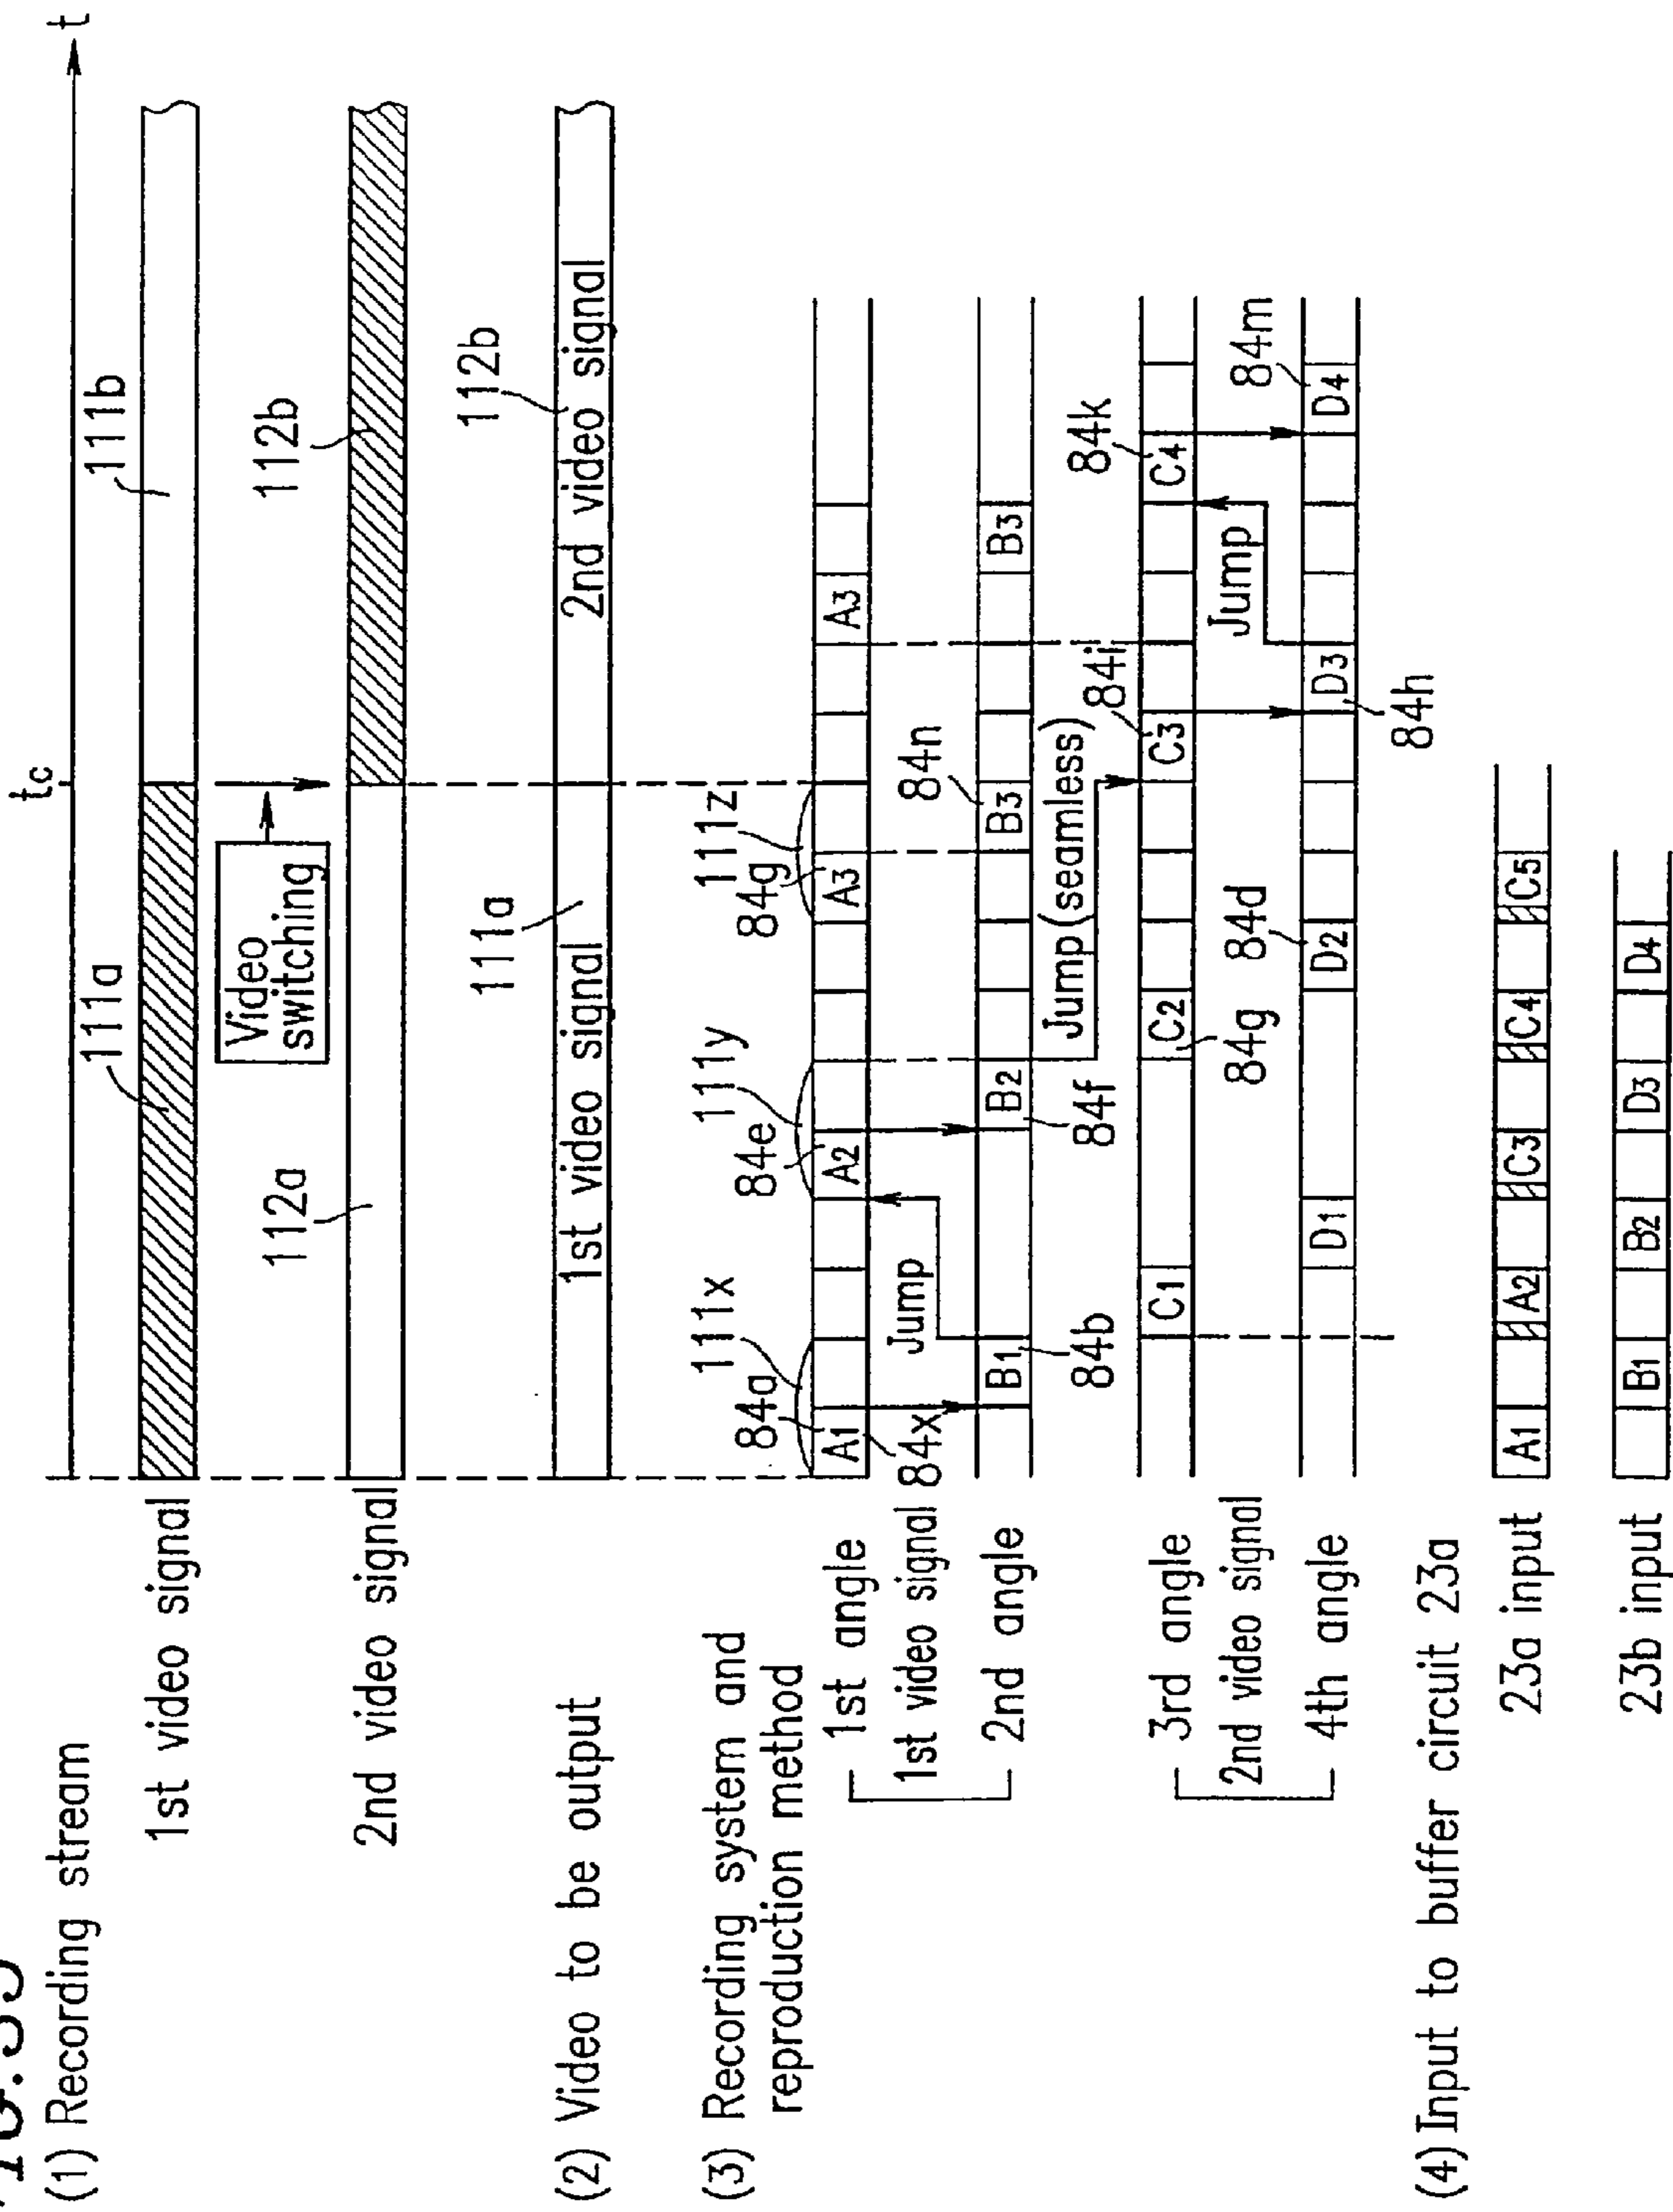 (1) Recording stream
t
tc
1st video signal
111a
111b
Video
switching
2nd video signal
112a
112b
(2) Video to be output
1st video signal
111a
2nd video signal
112b
(3) Recording system and
reproduction method
1st angle
1st video signal
2nd angle
84a
111x
84e
111y
84g
111z
A1
A2
A3
A3
84x
Jump
84n
B1
B2
B3
B3
84b
84f
Jump(seamless)
84i
84k
3rd angle
2nd video signal
4th angle
C1
C2
C3
C4
84g
84d
Jump
84m
D1
D2
D3
D4
84h
(4) Input to buffer circuit 23a
23a input
A1
A2
C3
C4
C5
23b input
B1
B2
D3
D4